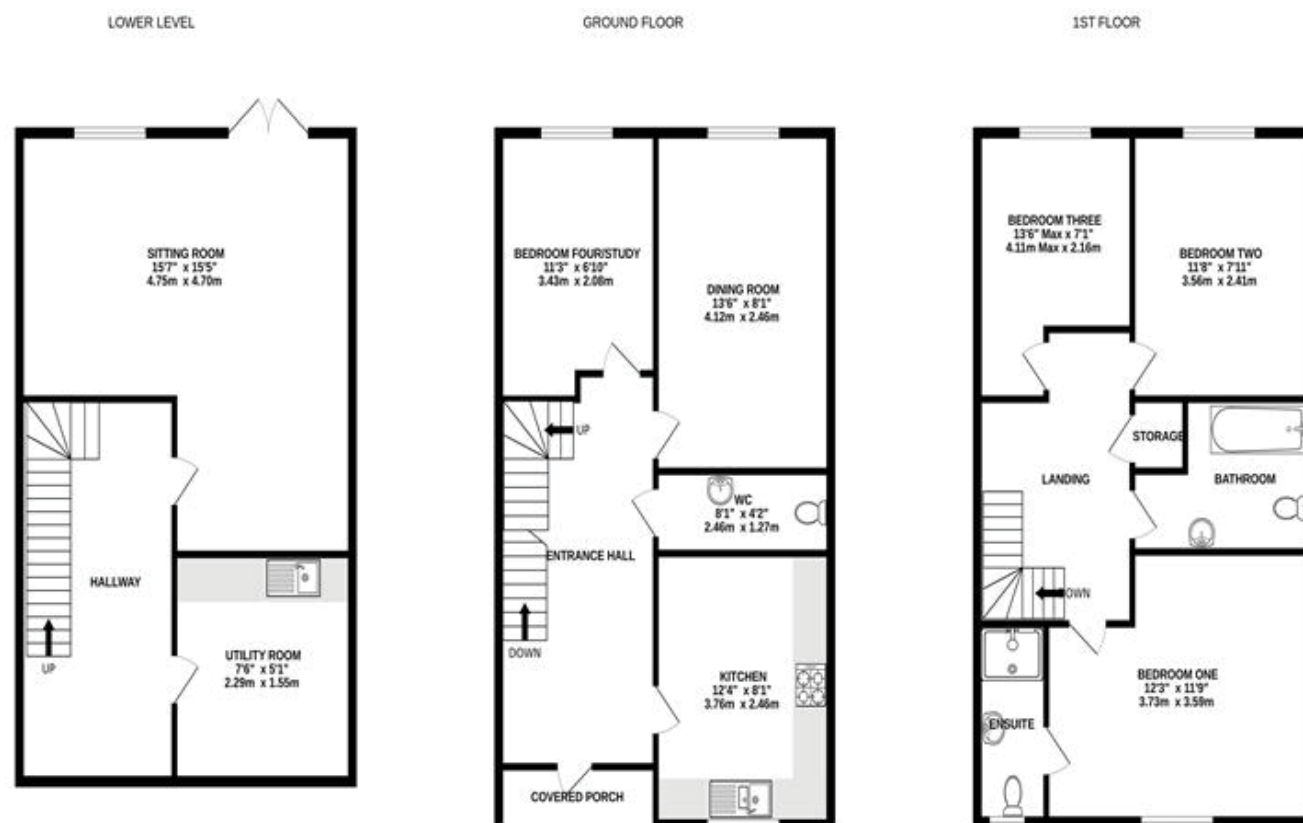 LOWER LEVEL
SITTING ROOM
15'7" x 15'5"
4.75m x 4.70m
HALLWAY
UP
UTILITY ROOM
7'6" x 5'1"
2.29m x 1.55m
GROUND FLOOR
BEDROOM FOUR/STUDY
11'3" x 6'10"
3.43m x 2.08m
DINING ROOM
13'6" x 8'1"
4.12m x 2.46m
UP
WC
8'1" x 4'2"
2.46m x 1.27m
ENTRANCE HALL
DOWN
KITCHEN
12'4" x 8'1"
3.76m x 2.46m
COVERED PORCH
1ST FLOOR
BEDROOM THREE
13'6" Max x 7'1"
4.11m Max x 2.16m
BEDROOM TWO
11'8" x 7'11"
3.56m x 2.41m
STORAGE
LANDING
BATHROOM
DOWN
BEDROOM ONE
12'3" x 11'9"
3.73m x 3.59m
ENSUITE